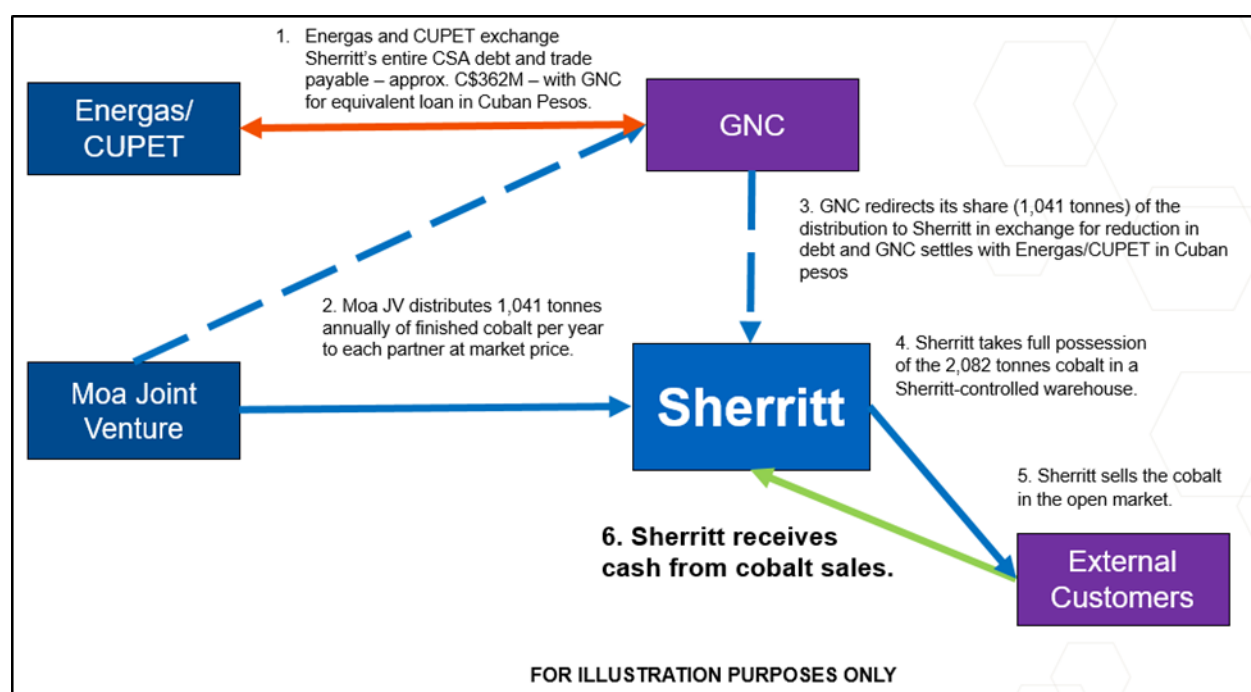 1. Energas and CUPET exchange
Sherritt's entire CSA debt and trade
payable – approx. C$362M – with GNC
for equivalent loan in Cuban Pesos.
Energas/
CUPET
GNC
3. GNC redirects its share (1,041 tonnes) of the
distribution to Sherritt in exchange for reduction in
debt and GNC settles with Energas/CUPET in Cuban
pesos
2. Moa JV distributes 1,041 tonnes
annually of finished cobalt per year
to each partner at market price.
4. Sherritt takes full possession
of the 2,082 tonnes cobalt in a
Sherritt-controlled warehouse.
Moa Joint
Venture
Sherritt
5. Sherritt sells the cobalt
in the open market.
6. Sherritt receives
cash from cobalt sales.
External
Customers
FOR ILLUSTRATION PURPOSES ONLY